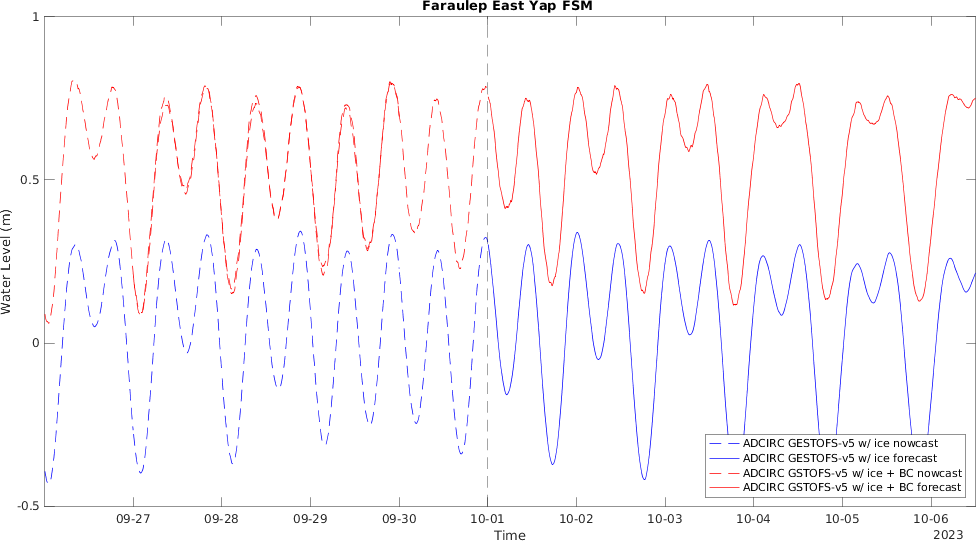 Faraulep East Yap FSM
1
0.5
0
-0.5
Water Level (m)
09-27 09-28 09-29 09-30 10-01 10-02 10-03 10-04 10-05 10-06
Time
2023
ADCIRC GESTOFS-v5 w/ ice nowcast
ADCIRC GESTOFS-v5 w/ ice forecast
ADCIRC GSTOFS-v5 w/ ice + BC nowcast
ADCIRC GSTOFS-v5 w/ ice + BC forecast